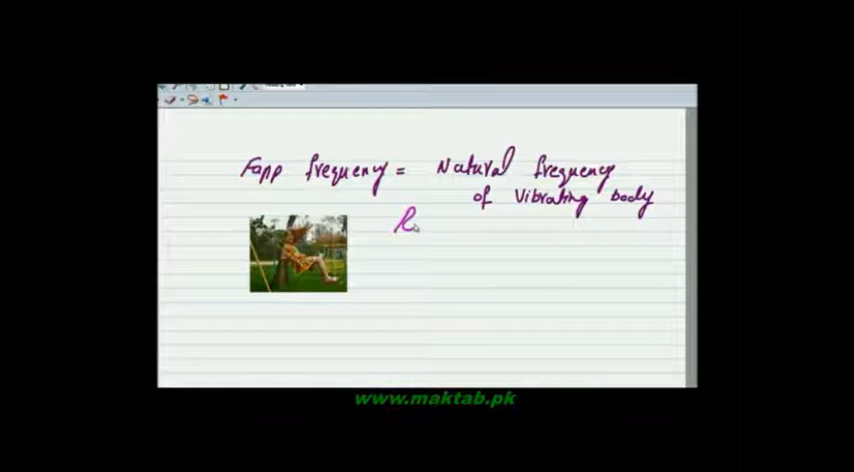 Fapp frequency = Natural frequency
of vibrating body
R
www.maktab.pk